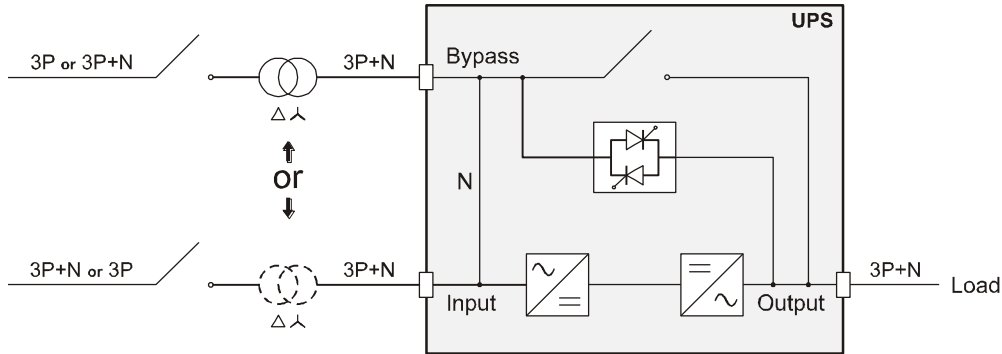 UPS
3P or 3P+N
3P+N
Bypass
or
N
3P+N or 3P
3P+N
Input
Output
3P+N
Load